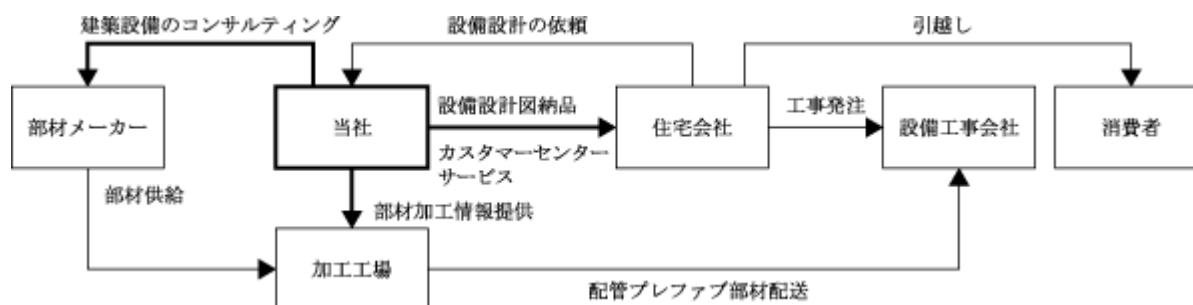 建築設備のコンサルティング
設備設計の依頼
引越し
部材メーカー
当社
設備設計図納品
カスタマーセンター
サービス
住宅会社
工事発注
設備工事会社
消費者
部材供給
部材加工情報提供
加工工場
配管プレファブ部材配送